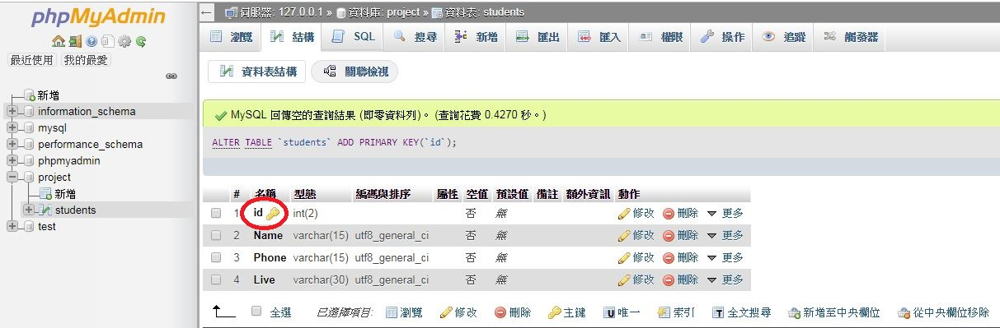 phpMyAdmin
最近使用 我的最愛
新增
information_schema
mysql
performance_schema
phpmyadmin
project
新增
students
test
伺服器: 127.0.0.1 » 資料庫: project » 資料表: students
瀏覽 結構 SQL 搜尋 新增 匯出 匯入 權限 操作 追蹤 觸發器
資料表結構 關聯檢視
MySQL 回傳空的查詢結果 (即零資料列)。 (查詢花費 0.4270 秒。)
ALTER TABLE `students` ADD PRIMARY KEY(`id`);
# 名稱 型態 編碼與排序 屬性 空值 預設值 備註 額外資訊 動作
1 id int(2) 否 無 修改 刪除 更多
2 Name varchar(15) utf8_general_ci 否 無 修改 刪除 更多
3 Phone varchar(15) utf8_general_ci 否 無 修改 刪除 更多
4 Live varchar(30) utf8_general_ci 否 無 修改 刪除 更多
全選 已選擇項目: 瀏覽 修改 刪除 主鍵 U 唯一 索引 T 全文搜尋 新增至中央欄位 從中央欄位移除